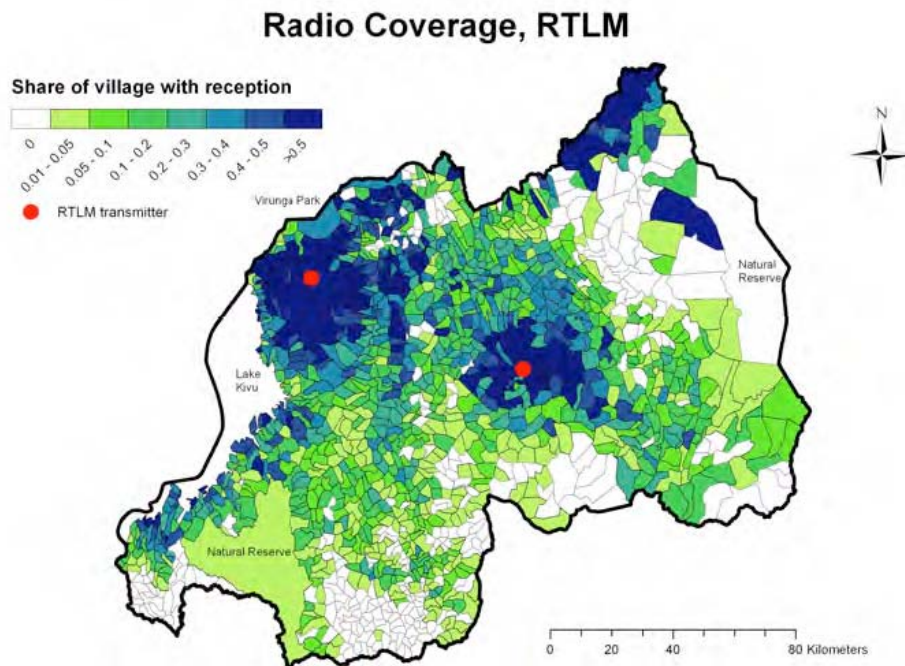 Radio Coverage, RTLM
Share of village with reception
0
0.01 - 0.05
0.05 - 0.1
0.1 - 0.2
0.2 - 0.3
0.3 - 0.4
0.4 - 0.5
>0.5
RTLM transmitter
N
Virunga Park
Natural
Reserve
Lake
Kivu
Natural Reserve
0 20 40 60 80 Kilometers